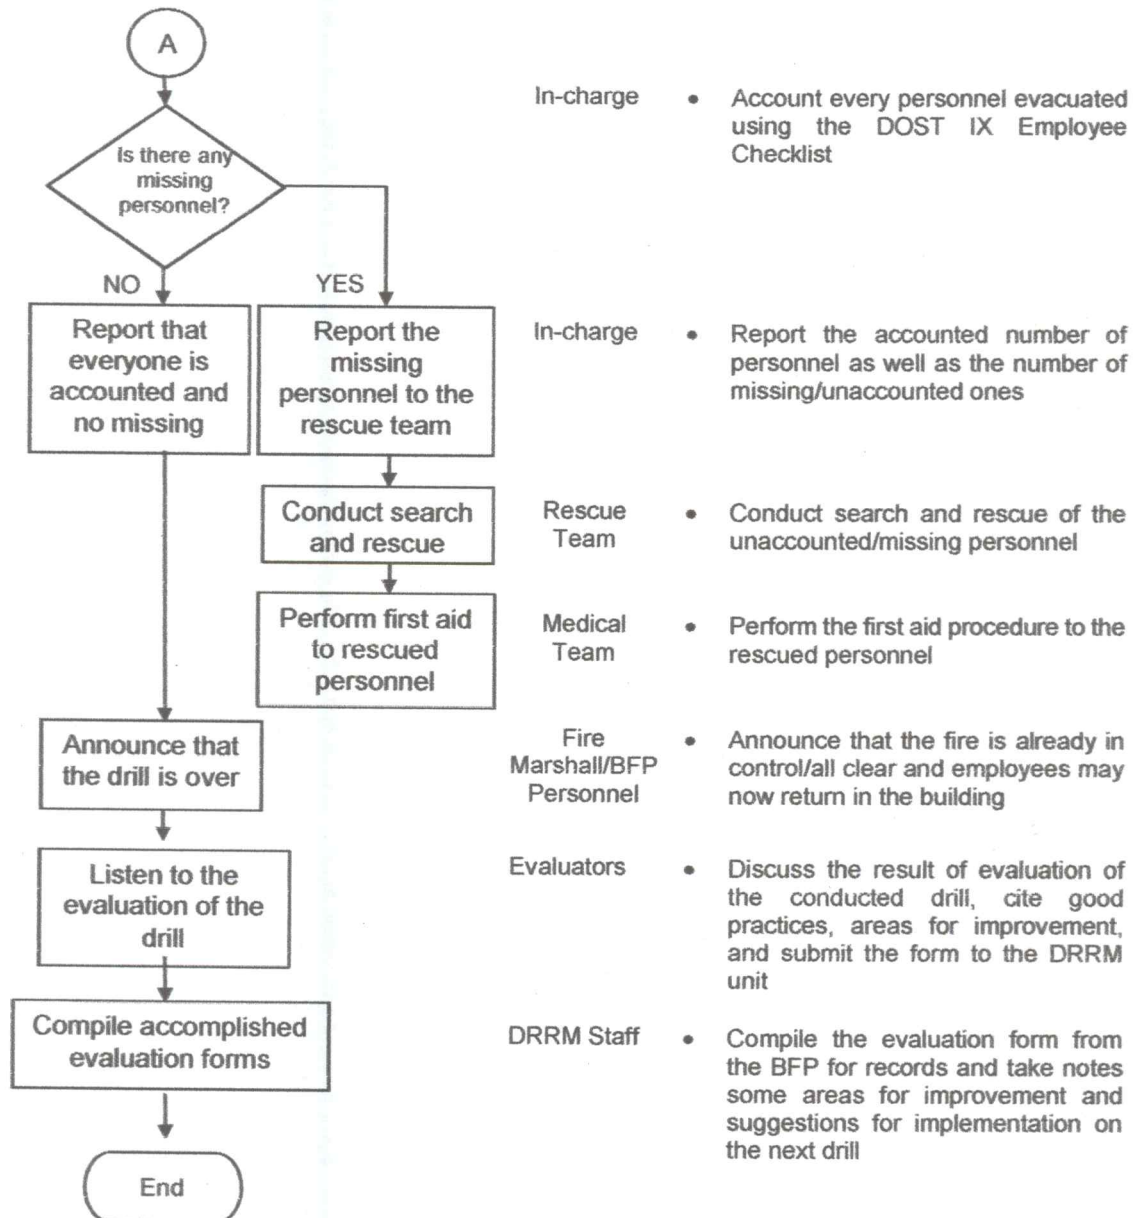 A
In-charge
• Account every personnel evacuated
using the DOST IX Employee
Checklist
Is there any
missing
personnel?
NO
YES
Report that
everyone is
accounted and
no missing
Report the
missing
personnel to the
rescue team
In-charge
• Report the accounted number of
personnel as well as the number of
missing/unaccounted ones
Conduct search
and rescue
Rescue
Team
• Conduct search and rescue of the
unaccounted/missing personnel
Perform first aid
to rescued
personnel
Medical
Team
• Perform the first aid procedure to the
rescued personnel
Announce that
the drill is over
Fire
Marshall/BFP
Personnel
• Announce that the fire is already in
control/all clear and employees may
now return in the building
Listen to the
evaluation of the
drill
Evaluators
• Discuss the result of evaluation of
the conducted drill, cite good
practices, areas for improvement,
and submit the form to the DRRM
unit
Compile accomplished
evaluation forms
DRRM Staff
• Compile the evaluation form from
the BFP for records and take notes
some areas for improvement and
suggestions for implementation on
the next drill
End